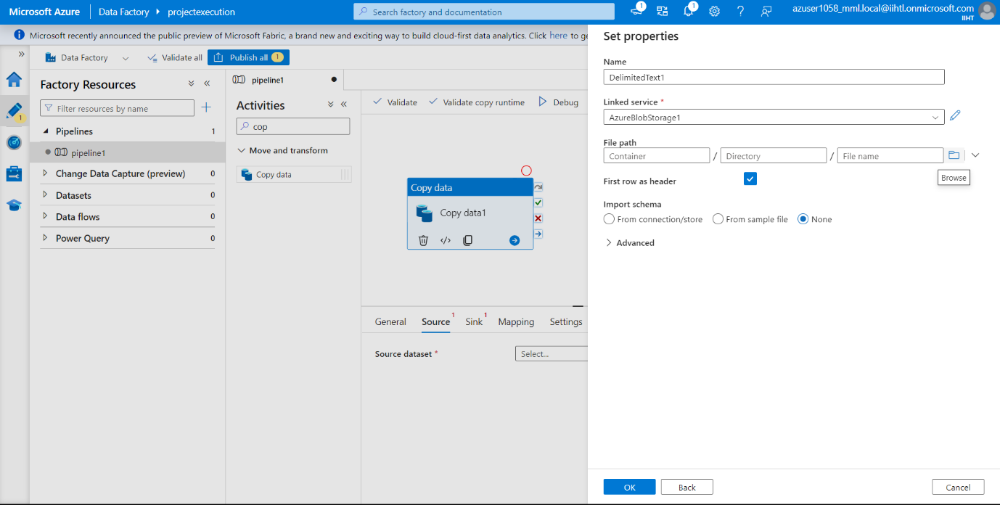 Microsoft Azure
Data Factory
projectexecution
Search factory and documentation
1
1
azuser1058_mml.local@iihtl.onmicrosoft.com
IIHT
Microsoft recently announced the public preview of Microsoft Fabric, a brand new and exciting way to build cloud-first data analytics. Click here to ge
Data Factory
Validate all
Publish all 1
1
Factory Resources
Filter resources by name
Pipelines 1
pipeline1
Change Data Capture (preview) 0
Datasets 0
Data flows 0
Power Query 0
pipeline1
Activities
cop
Move and transform
Copy data
Validate
Validate copy runtime
Debug
Copy data
Copy data1
General
Source 1
Sink 1
Mapping
Settings
Source dataset *
Select...
Set properties
Name
DelimitedText1
Linked service *
AzureBlobStorage1
File path
Container / Directory / File name
Browse
First row as header
Import schema
From connection/store
From sample file
None
Advanced
OK
Back
Cancel